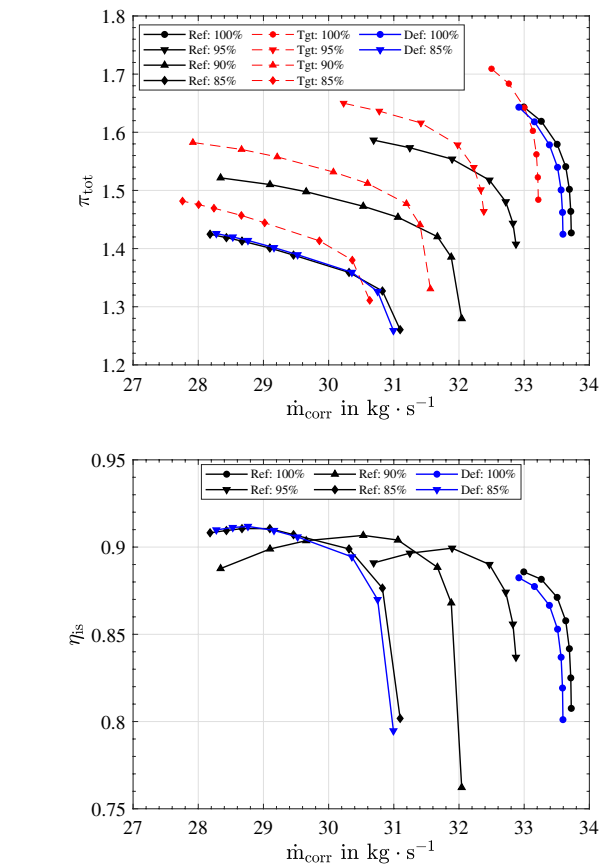 1.8
Ref: 100% Tgt: 100% Def: 100%
Ref: 95% Tgt: 95% Def: 85%
Ref: 90% Tgt: 90%
Ref: 85% Tgt: 85%
1.7
1.6
1.5
1.4
1.3
1.2
π_tot
27 28 29 30 31 32 33 34
ṁ_corr in kg · s⁻¹
0.95
Ref: 100% Ref: 90% Def: 100%
Ref: 95% Ref: 85% Def: 85%
0.9
0.85
0.8
0.75
η_is
27 28 29 30 31 32 33 34
ṁ_corr in kg · s⁻¹